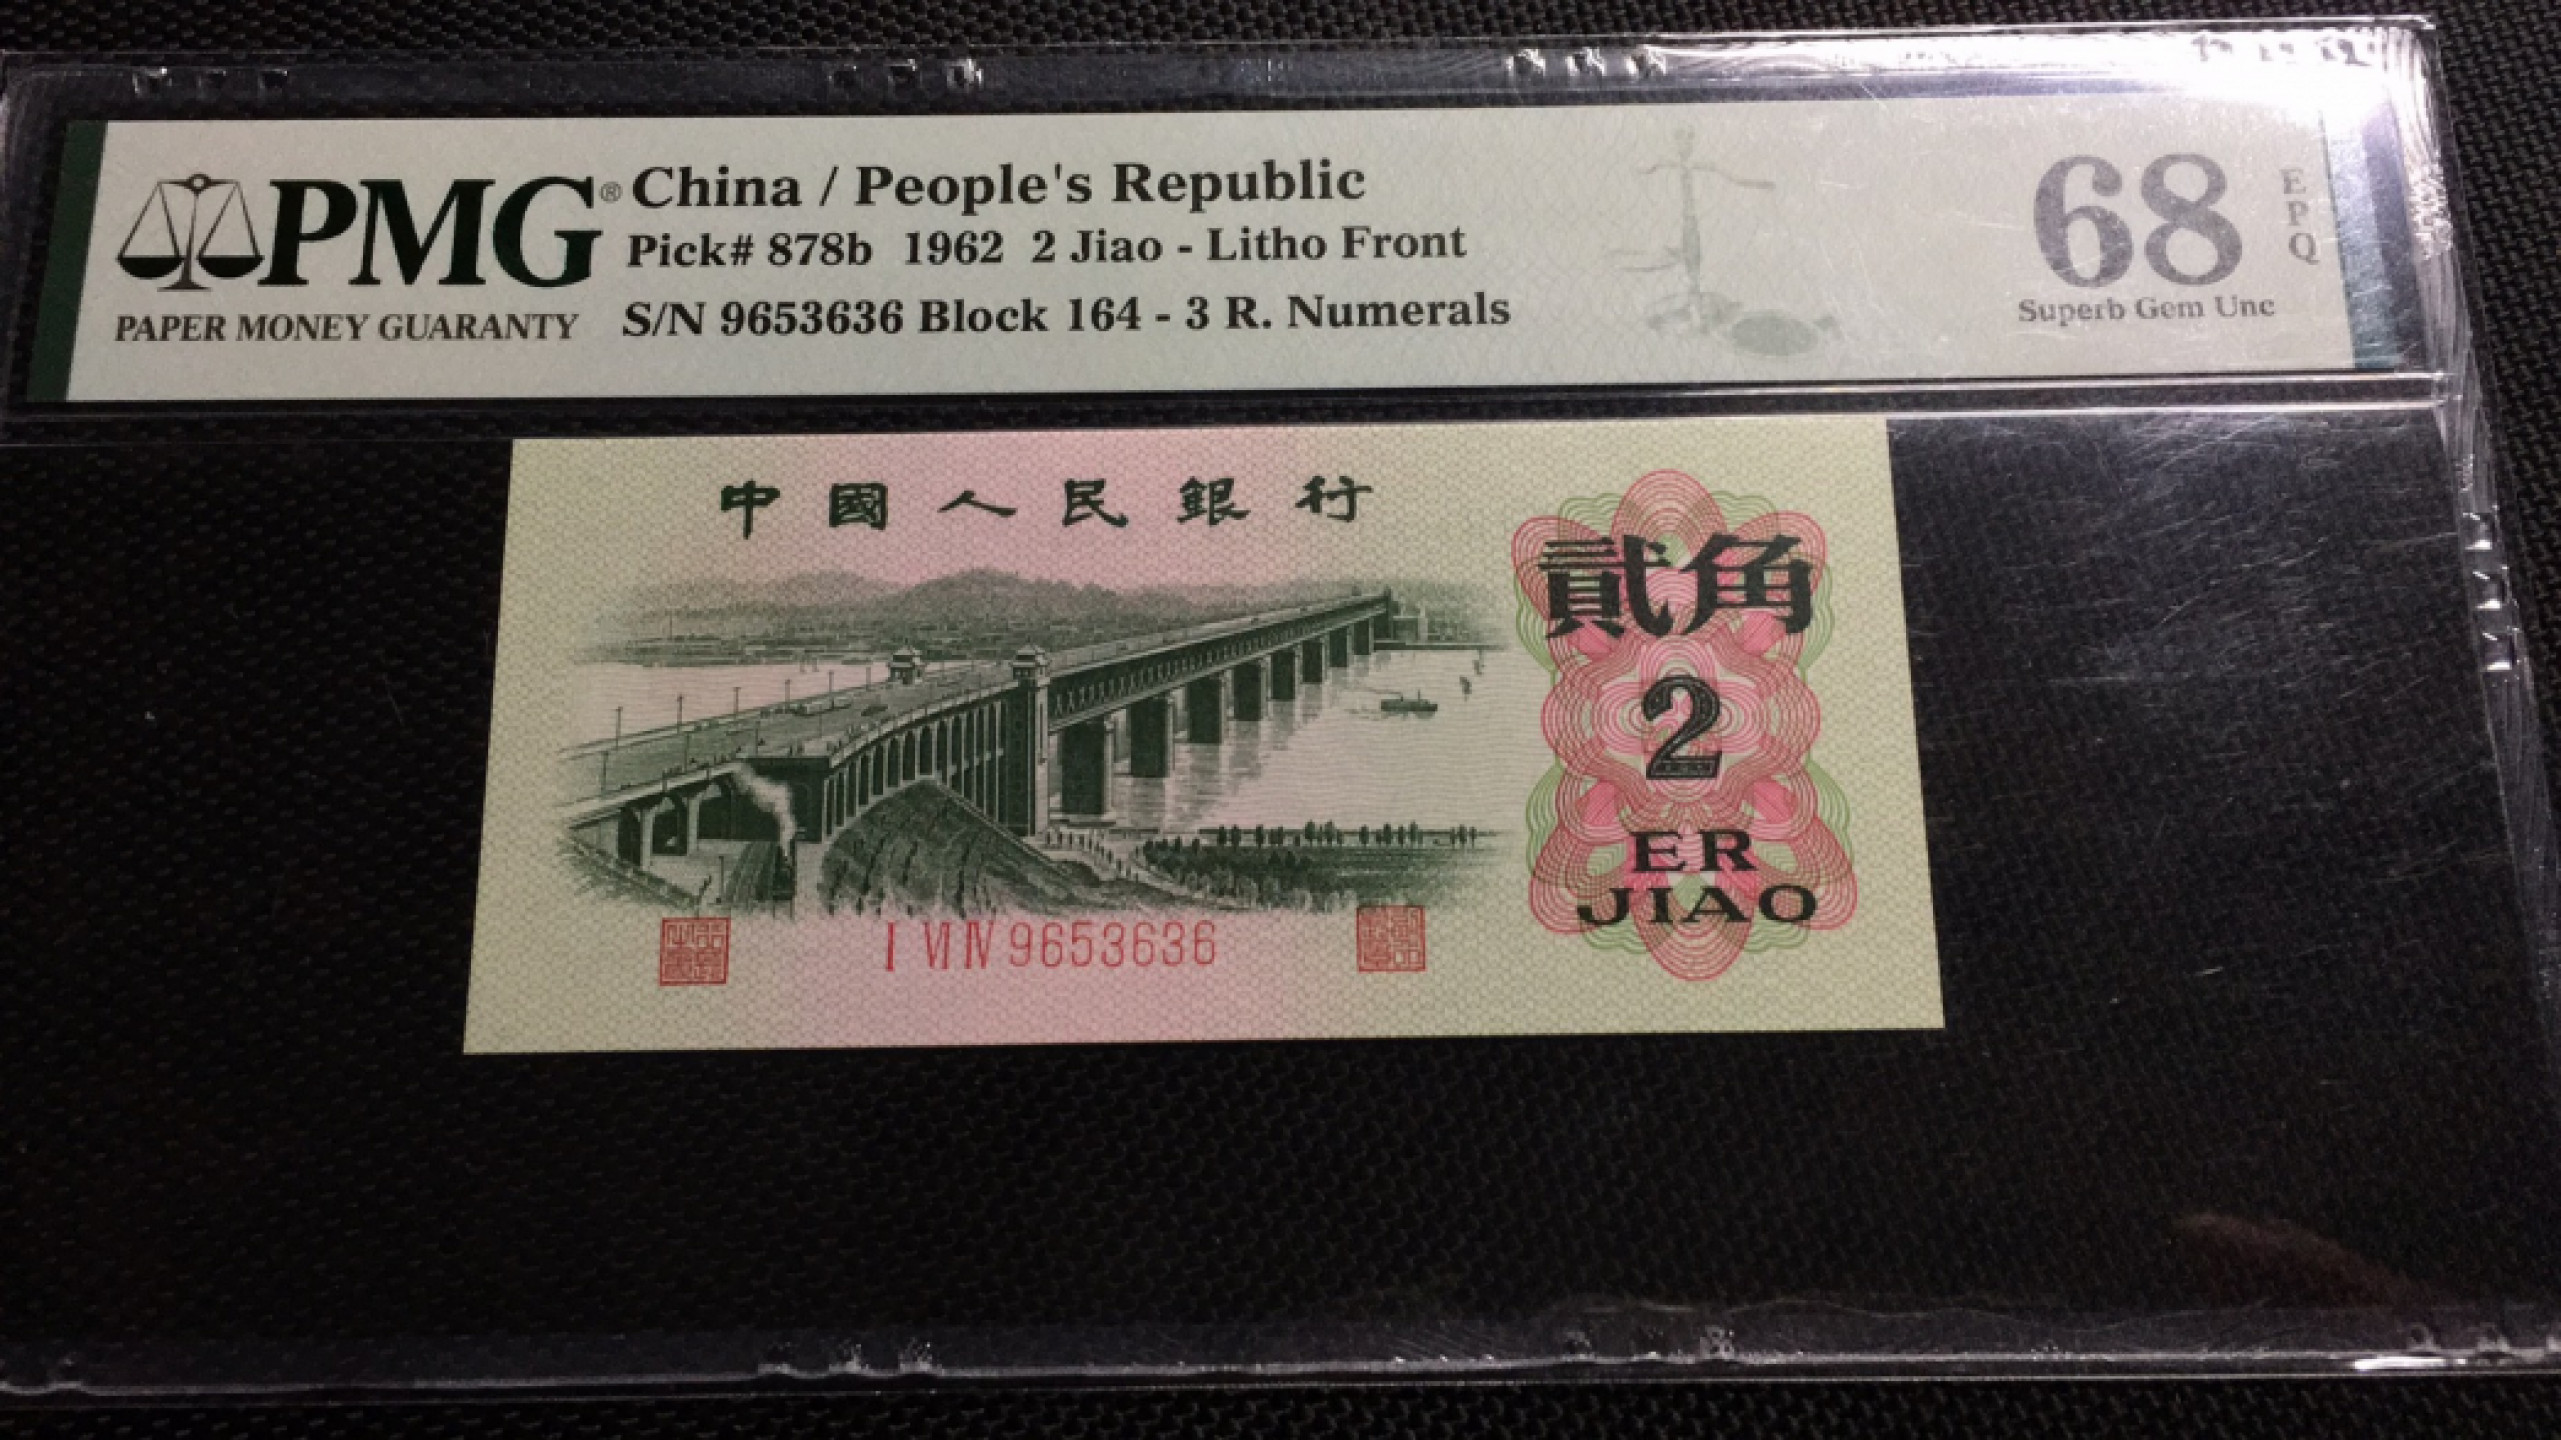 PMG®
PAPER MONEY GUARANTY
China / People's Republic
Pick# 878b 1962 2 Jiao - Litho Front
S/N 9653636 Block 164 - 3 R. Numerals
68
EPQ
Superb Gem Unc
中國人民銀行
貳角
2
ER
JIAO
I VI IV 9653636